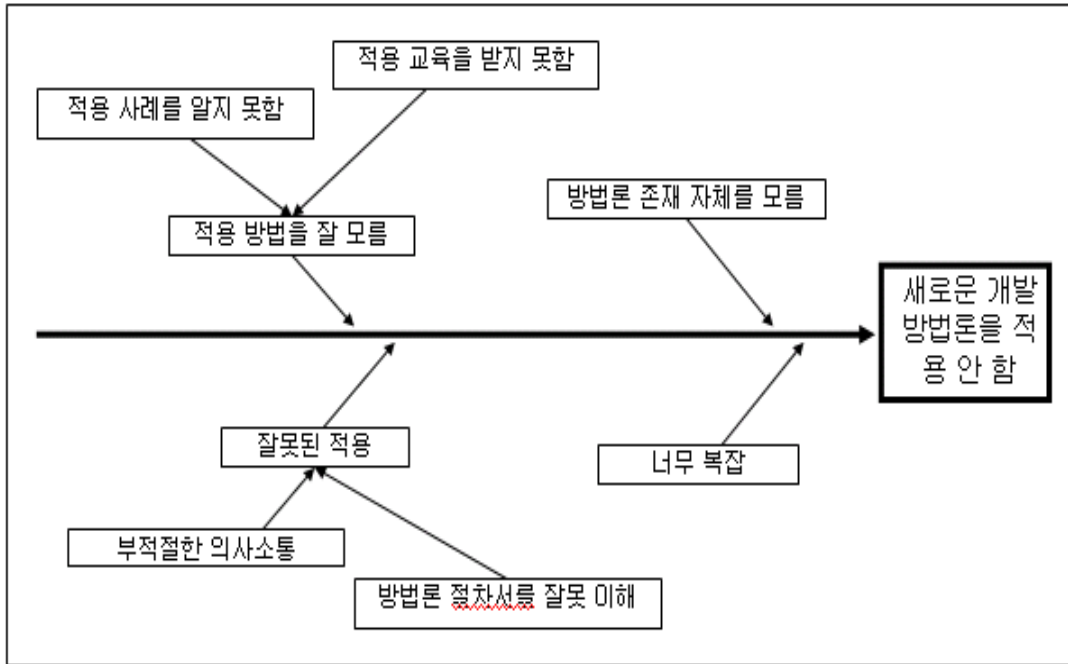 적용 교육을 받지 못함
적용 사례를 알지 못함
방법론 존재 자체를 모름
적용 방법을 잘 모름
새로운 개발
방법론을 적
용 안 함
잘못된 적용
너무 복잡
부적절한 의사소통
방법론 절차서를 잘못 이해